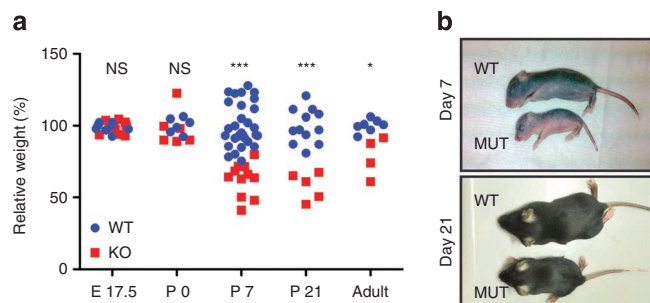 a
Relative weight (%)
150
100
50
0
NS
NS
***
***
*
WT
KO
E 17.5
P 0
P 7
P 21
Adult
b
Day 7
WT
MUT
Day 21
WT
MUT